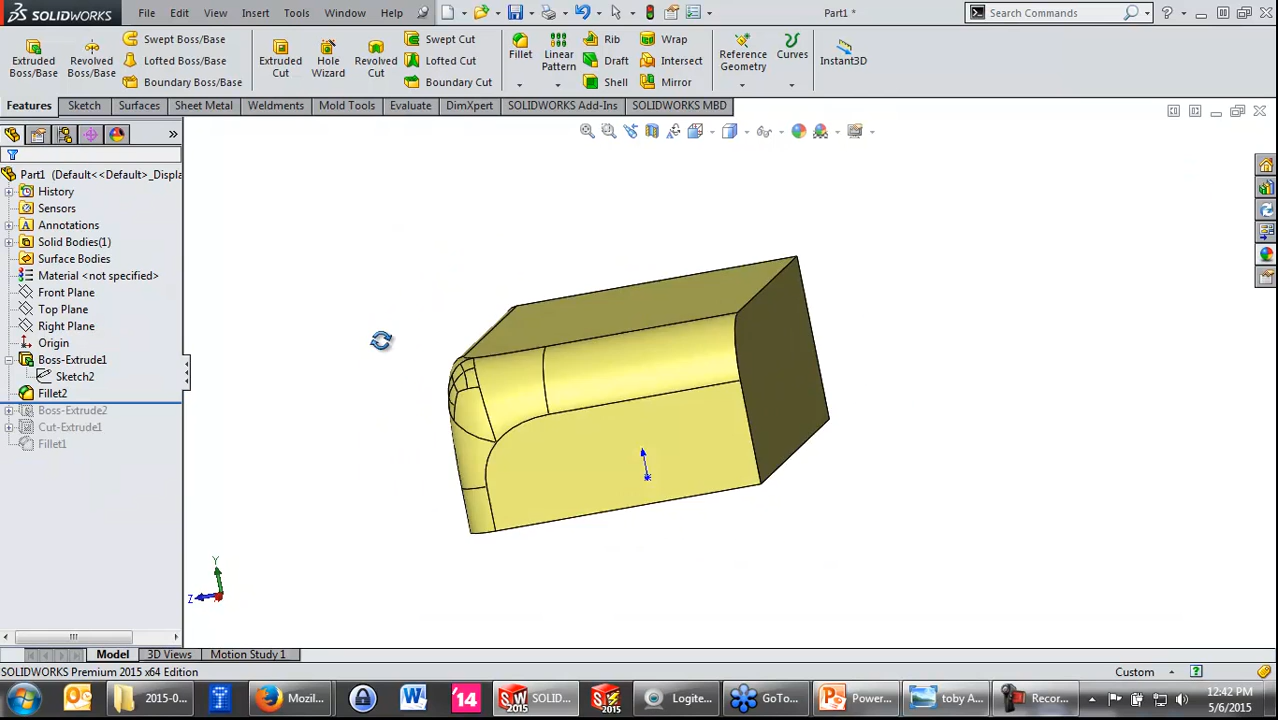 SOLIDWORKS File Edit View Insert Tools Window Help Part1 * Search Commands
Extruded Boss/Base
Revolved Boss/Base
Swept Boss/Base
Lofted Boss/Base
Boundary Boss/Base
Extruded Cut
Hole Wizard
Revolved Cut
Swept Cut
Lofted Cut
Boundary Cut
Fillet
Linear Pattern
Rib
Draft
Shell
Wrap
Intersect
Mirror
Reference Geometry
Curves
Instant3D
Features Sketch Surfaces Sheet Metal Weldments Mold Tools Evaluate DimXpert SOLIDWORKS Add-Ins SOLIDWORKS MBD
Part1 (Default<<Default>_Displa
History
Sensors
Annotations
Solid Bodies(1)
Surface Bodies
Material <not specified>
Front Plane
Top Plane
Right Plane
Origin
Boss-Extrude1
Sketch2
Fillet2
Boss-Extrude2
Cut-Extrude1
Fillet1
Y
Z
Model 3D Views Motion Study 1
SOLIDWORKS Premium 2015 x64 Edition Custom
2015-0... Mozil... '14 SOLID... Logite... GoTo... Power... toby A... Recor... 12:42 PM
5/6/2015